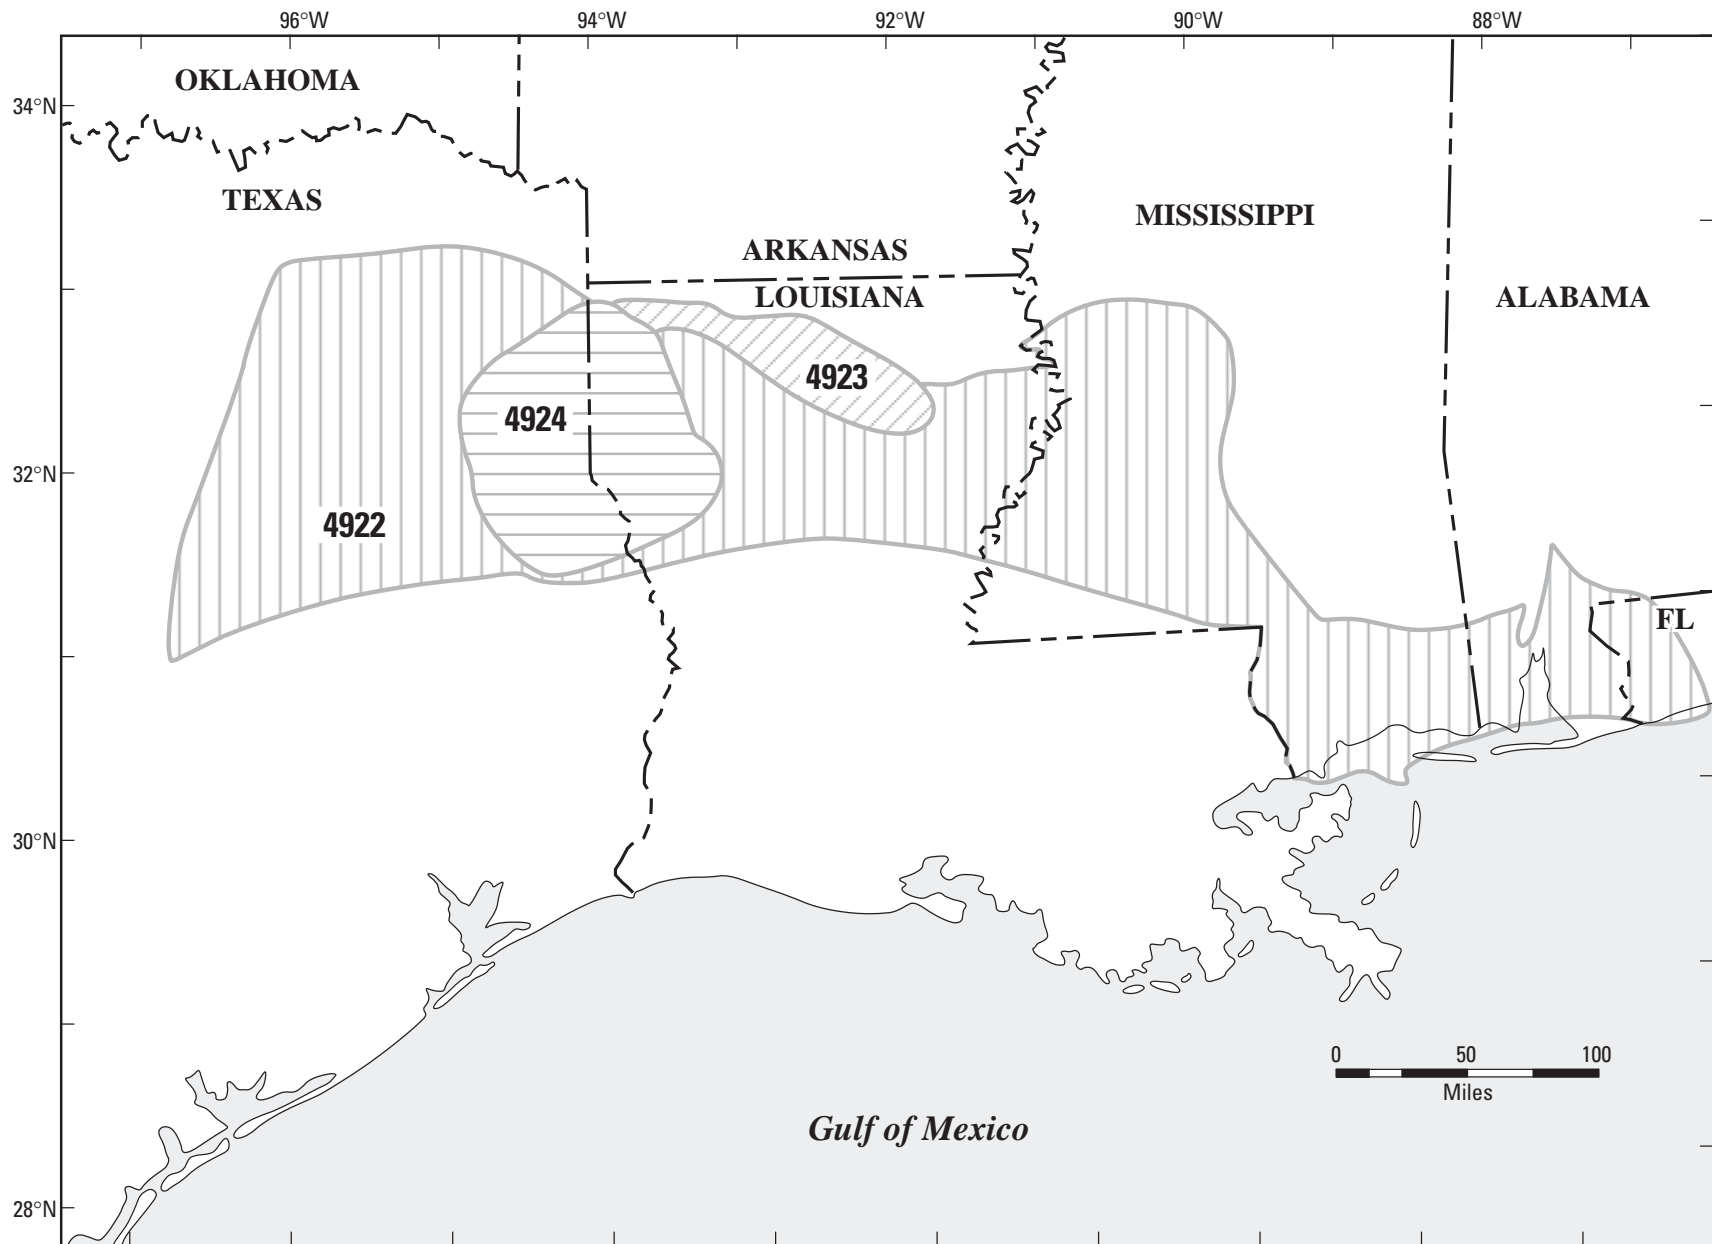 96°W 94°W 92°W 90°W 88°W
OKLAHOMA
34°N
TEXAS
MISSISSIPPI
ARKANSAS
LOUISIANA
ALABAMA
4923
4924
32°N
4922
FL
30°N
0 50 100
Miles
Gulf of Mexico
28°N